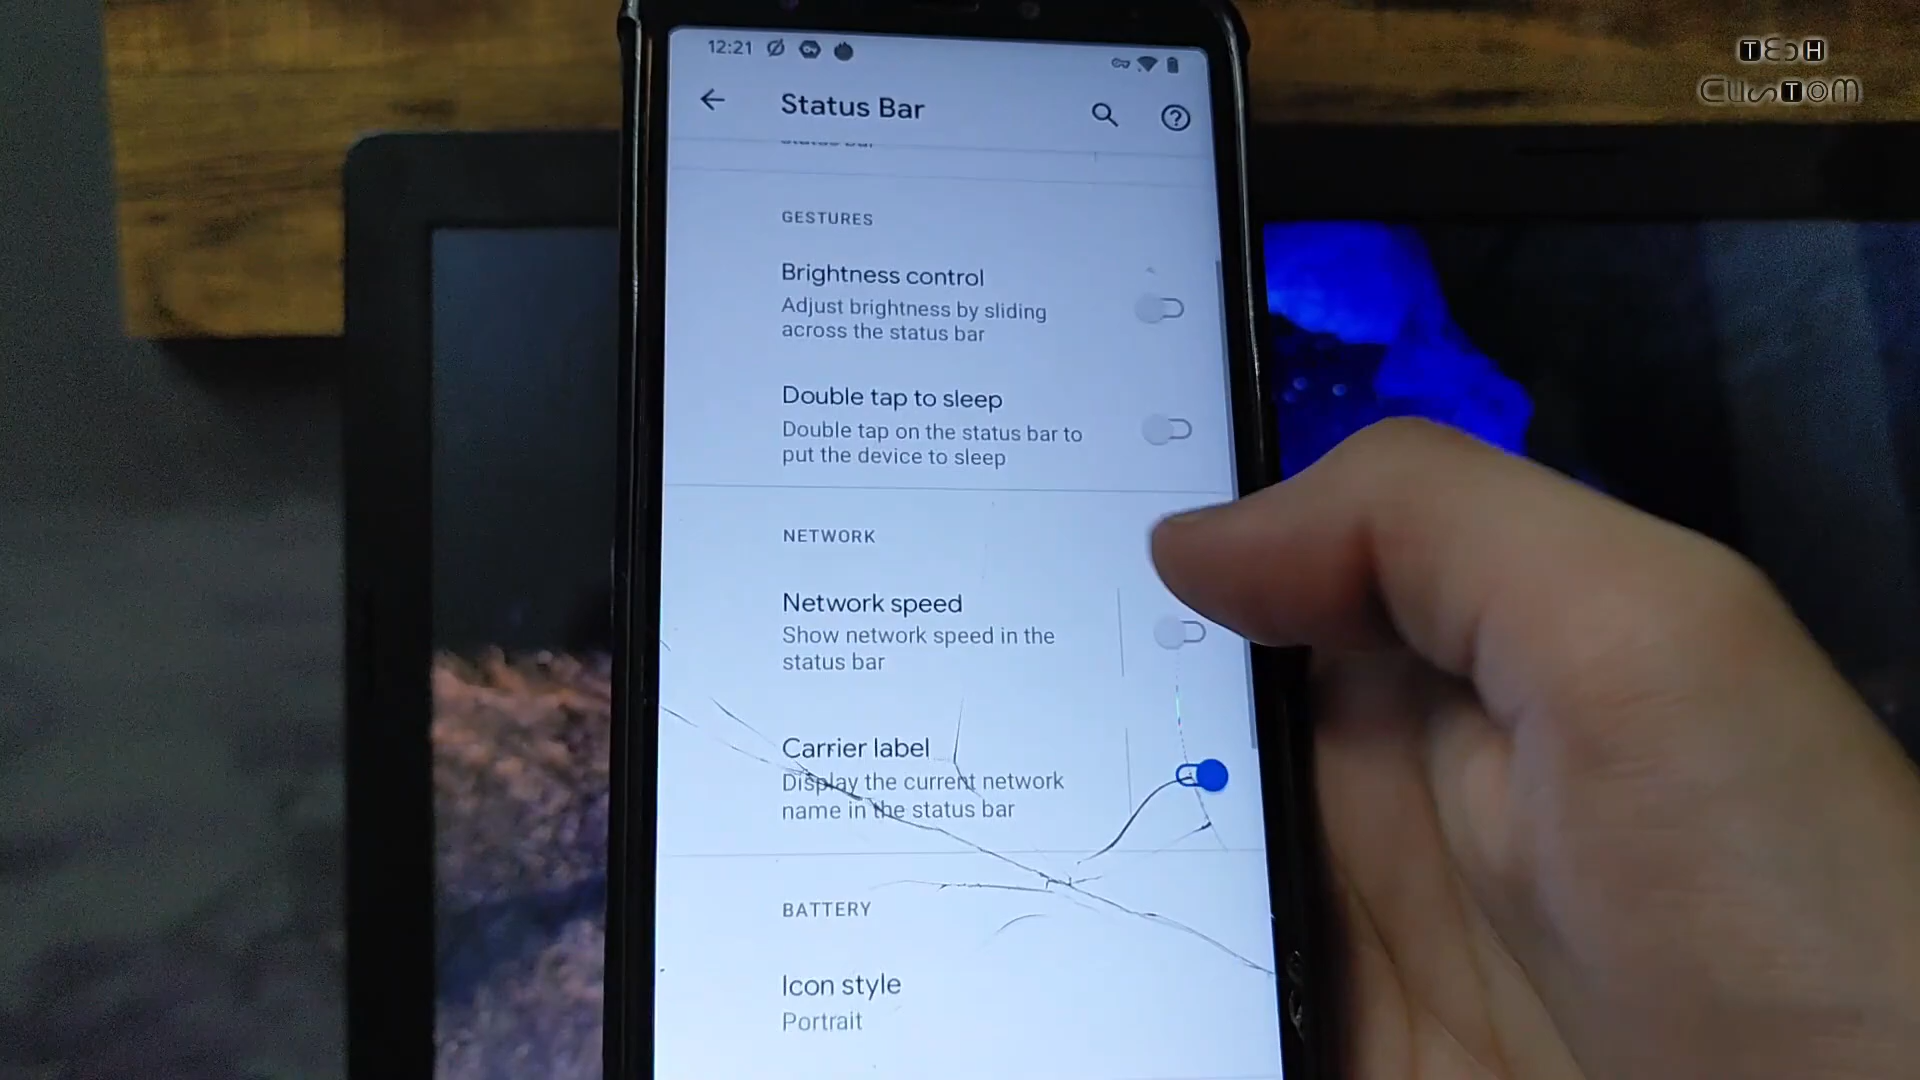 TECH
CUSTOM
12:21
Status Bar
GESTURES
Brightness control
Adjust brightness by sliding
across the status bar
Double tap to sleep
Double tap on the status bar to
put the device to sleep
NETWORK
Network speed
Show network speed in the
status bar
Carrier label
Display the current network
name in the status bar
BATTERY
Icon style
Portrait